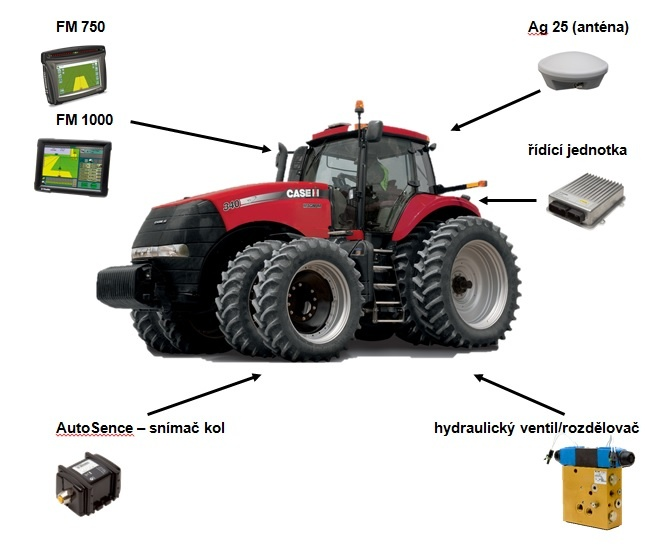 FM 750
Ag 25 (anténa)
FM 1000
řídící jednotka
CASE IH
340
AutoSence – snímač kol
hydraulický ventil/rozdělovač